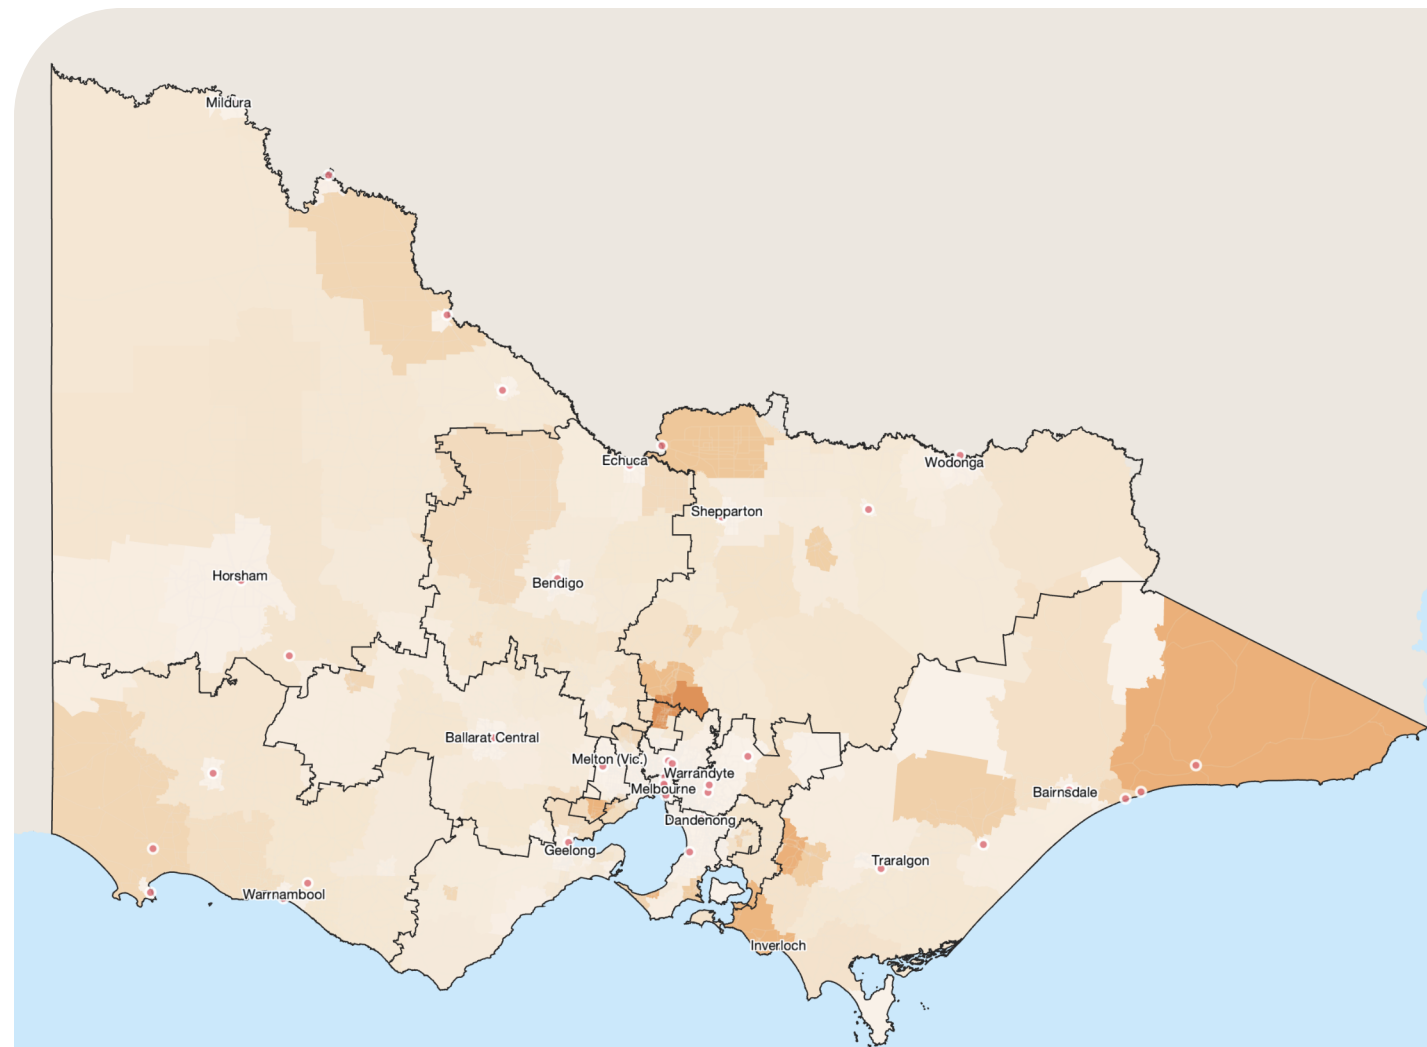 Mildura
Echuca
Wodonga
Shepparton
Horsham
Bendigo
Ballarat Central
Melton (Vic.)
Warrandyte
Melbourne
Bairnsdale
Dandenong
Geelong
Traralgon
Warrnambool
Inverloch